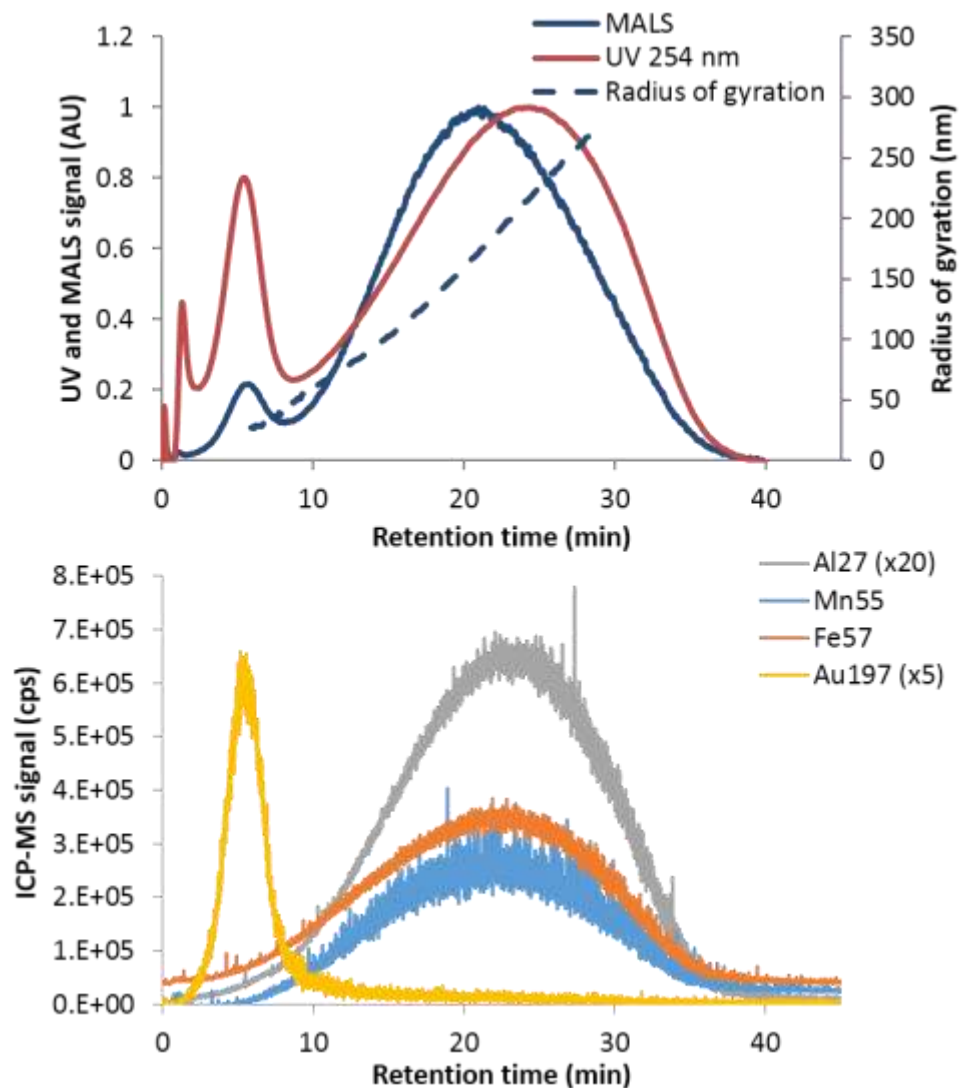 MALS
UV 254 nm
Radius of gyration
1.2
1
0.8
0.6
0.4
0.2
0
350
300
250
200
150
100
50
0
UV and MALS signal (AU)
Radius of gyration (nm)
0 10 20 30 40
Retention time (min)
Al27 (x20)
Mn55
Fe57
Au197 (x5)
8.E+05
7.E+05
6.E+05
5.E+05
4.E+05
3.E+05
2.E+05
1.E+05
0.E+00
ICP-MS signal (cps)
0 10 20 30 40
Retention time (min)